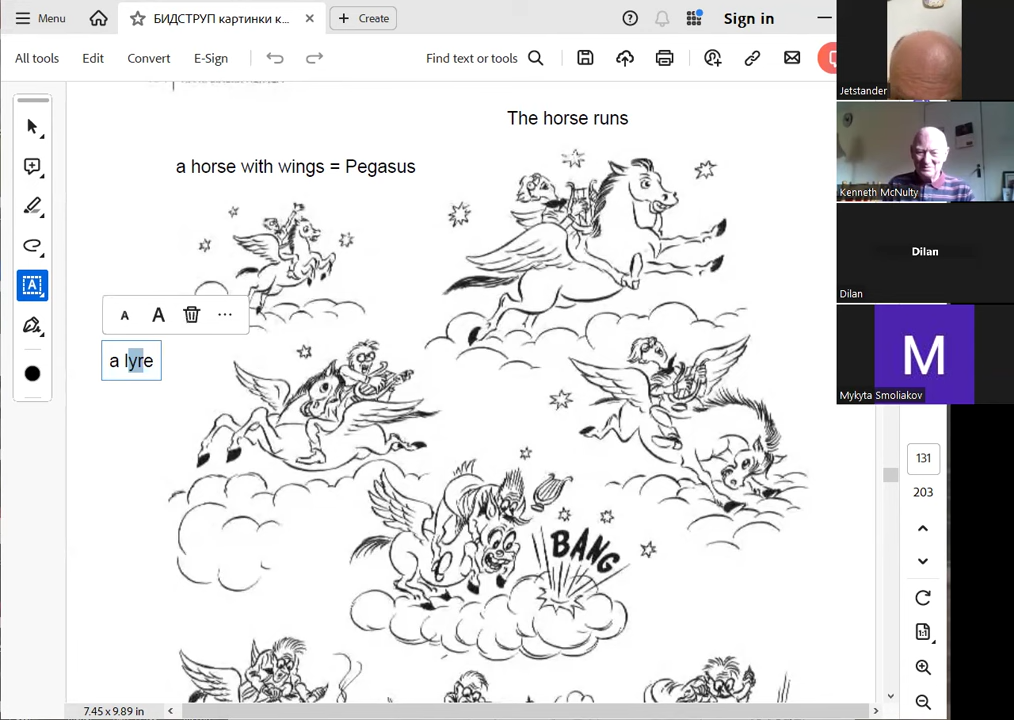 Menu
БИДСТРУП картинки к...
Create
Sign in
All tools
Edit
Convert
E-Sign
Find text or tools
Jetstander
The horse runs
a horse with wings = Pegasus
Kenneth McNulty
Dilan
Dilan
A
A
a lyre
M
Mykyta Smoliakov
131
203
BANG
1:1
7.45 x 9.89 in